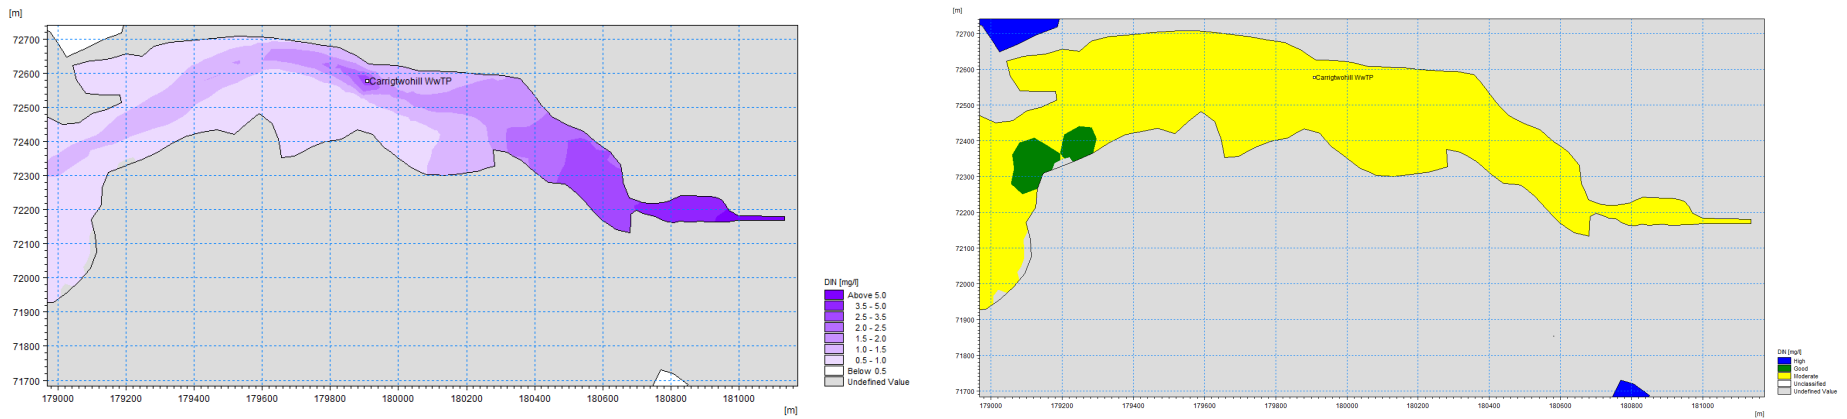 [m]
72700
72600
72500
72400
72300
72200
72100
72000
71900
71800
71700
Carrigtwohill WwTP
179000 179200 179400 179600 179800 180000 180200 180400 180600 180800 181000
[m]
DIN [mg/l]
Above 5.0
3.5 - 5.0
2.5 - 3.5
2.0 - 2.5
1.5 - 2.0
1.0 - 1.5
0.5 - 1.0
Below 0.5
Undefined Value
[m]
72700
72600
72500
72400
72300
72200
72100
72000
71900
71800
71700
Carrigtwohill WwTP
179000 179200 179400 179600 179800 180000 180200 180400 180600 180800 181000
[m]
DIN [mg/l]
High
Good
Moderate
Unclassified
Undefined Value